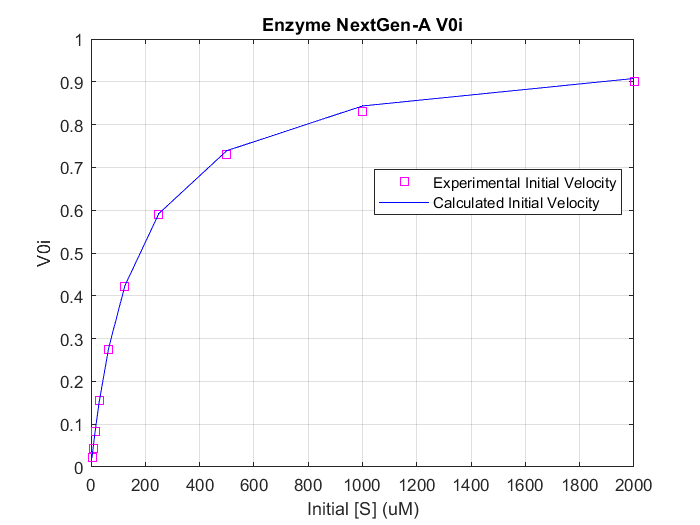 Enzyme NextGen-A V0i
1
0.9
0.8
0.7
0.6
0.5
0.4
0.3
0.2
0.1
0
V0i
Experimental Initial Velocity
Calculated Initial Velocity
0 200 400 600 800 1000 1200 1400 1600 1800 2000
Initial [S] (uM)